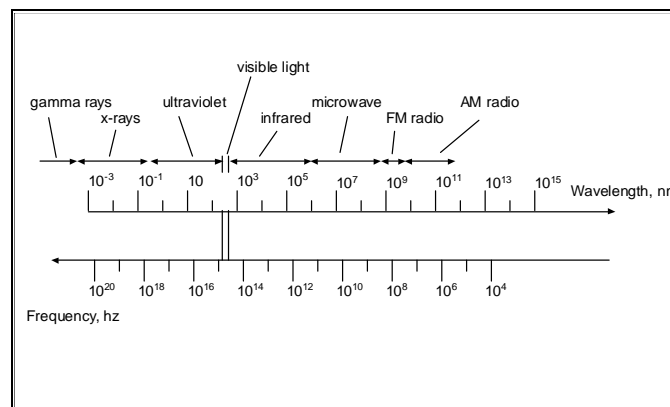 visible light
gamma rays ultraviolet microwave AM radio
x-rays infrared FM radio
10⁻³ 10⁻¹ 10 10³ 10⁵ 10⁷ 10⁹ 10¹¹ 10¹³ 10¹⁵
Wavelength, nm
10²⁰ 10¹⁸ 10¹⁶ 10¹⁴ 10¹² 10¹⁰ 10⁸ 10⁶ 10⁴
Frequency, hz